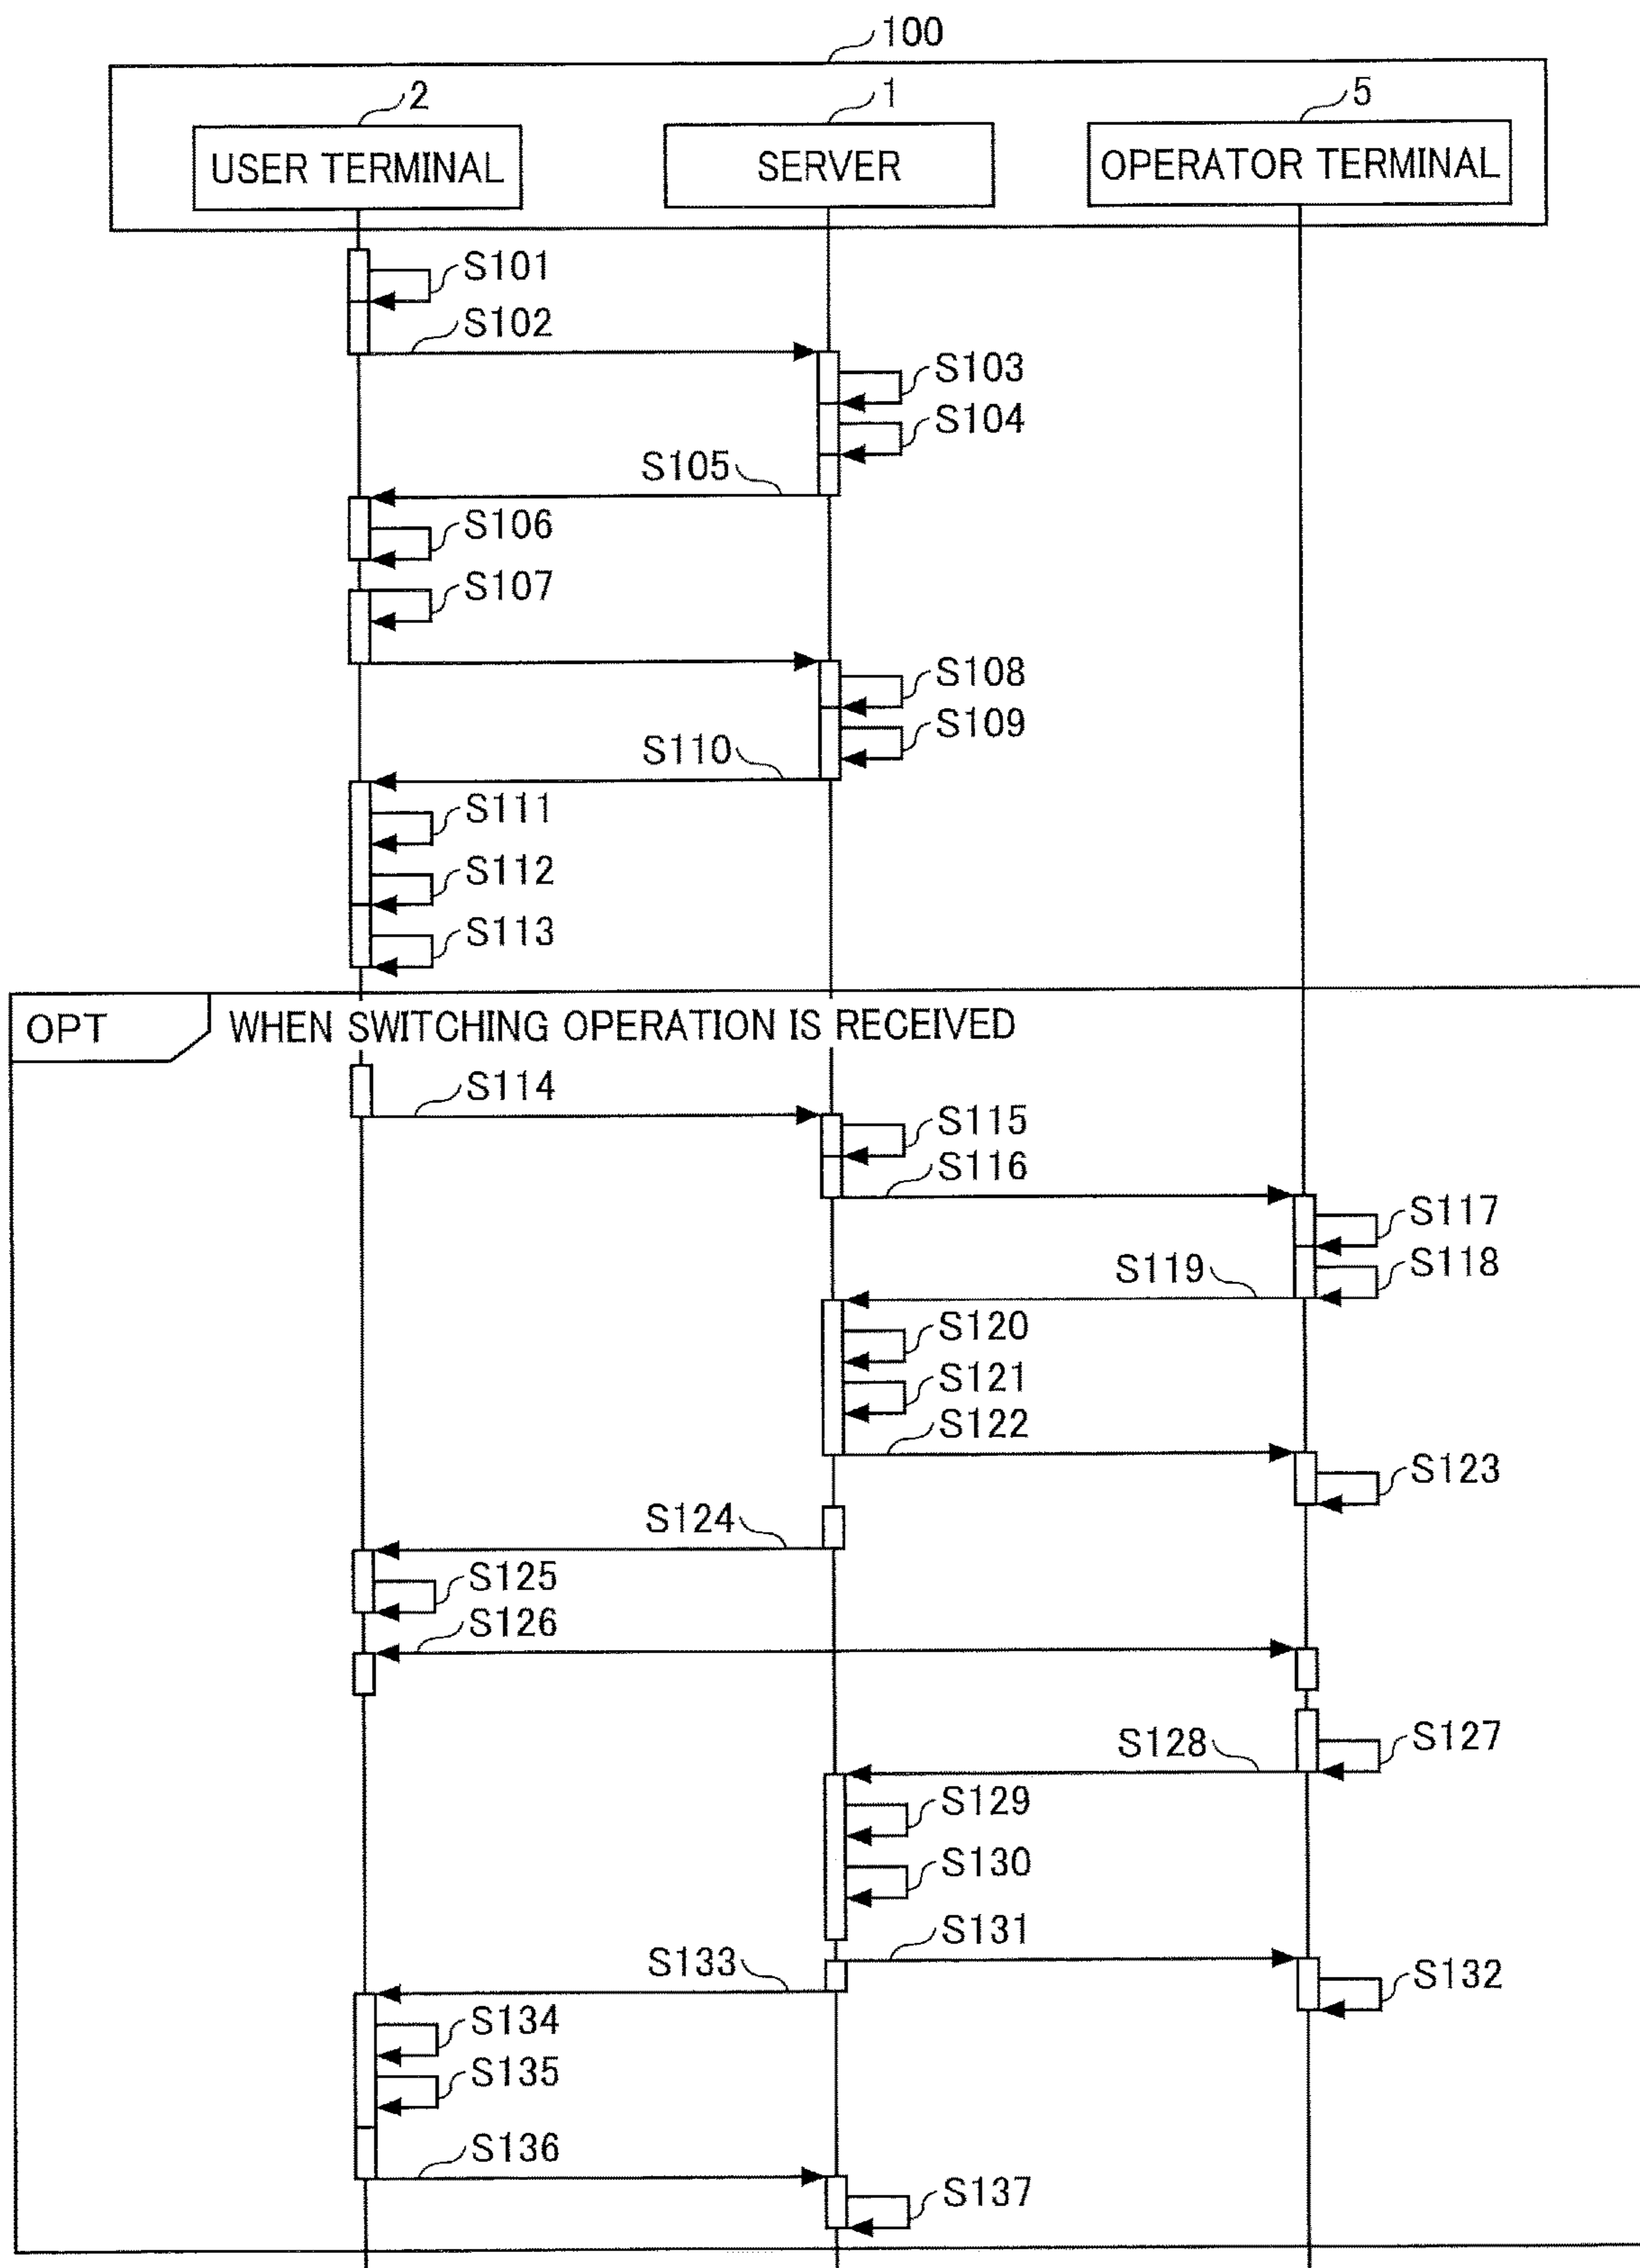 100
2
1
5
USER TERMINAL
SERVER
OPERATOR TERMINAL
S101
S102
S103
S104
S105
S106
S107
S108
S109
S110
S111
S112
S113
OPT
WHEN SWITCHING OPERATION IS RECEIVED
S114
S115
S116
S117
S118
S119
S120
S121
S122
S123
S124
S125
S126
S127
S128
S129
S130
S131
S133
S132
S134
S135
S136
S137